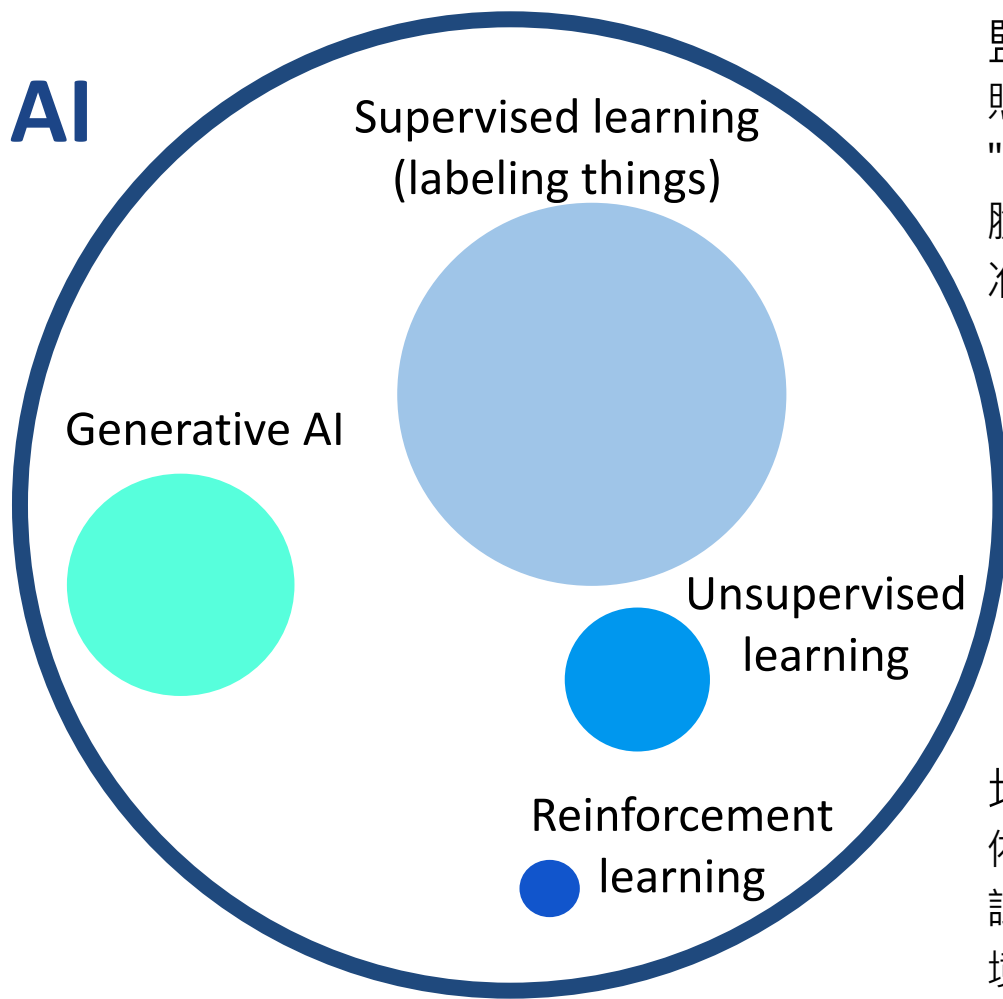 AI
Supervised learning
(labeling things)
Generative AI
Unsupervised
learning
Reinforcement
learning